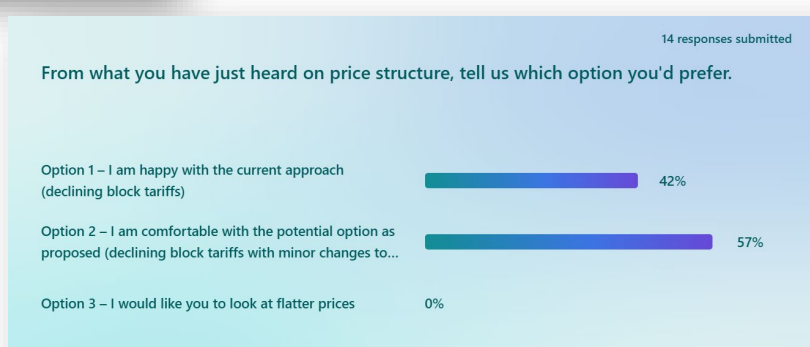 14 responses submitted
From what you have just heard on price structure, tell us which option you'd prefer.
Option 1 – I am happy with the current approach
(declining block tariffs)
42%
Option 2 – I am comfortable with the potential option as
proposed (declining block tariffs with minor changes to...
57%
Option 3 – I would like you to look at flatter prices
0%